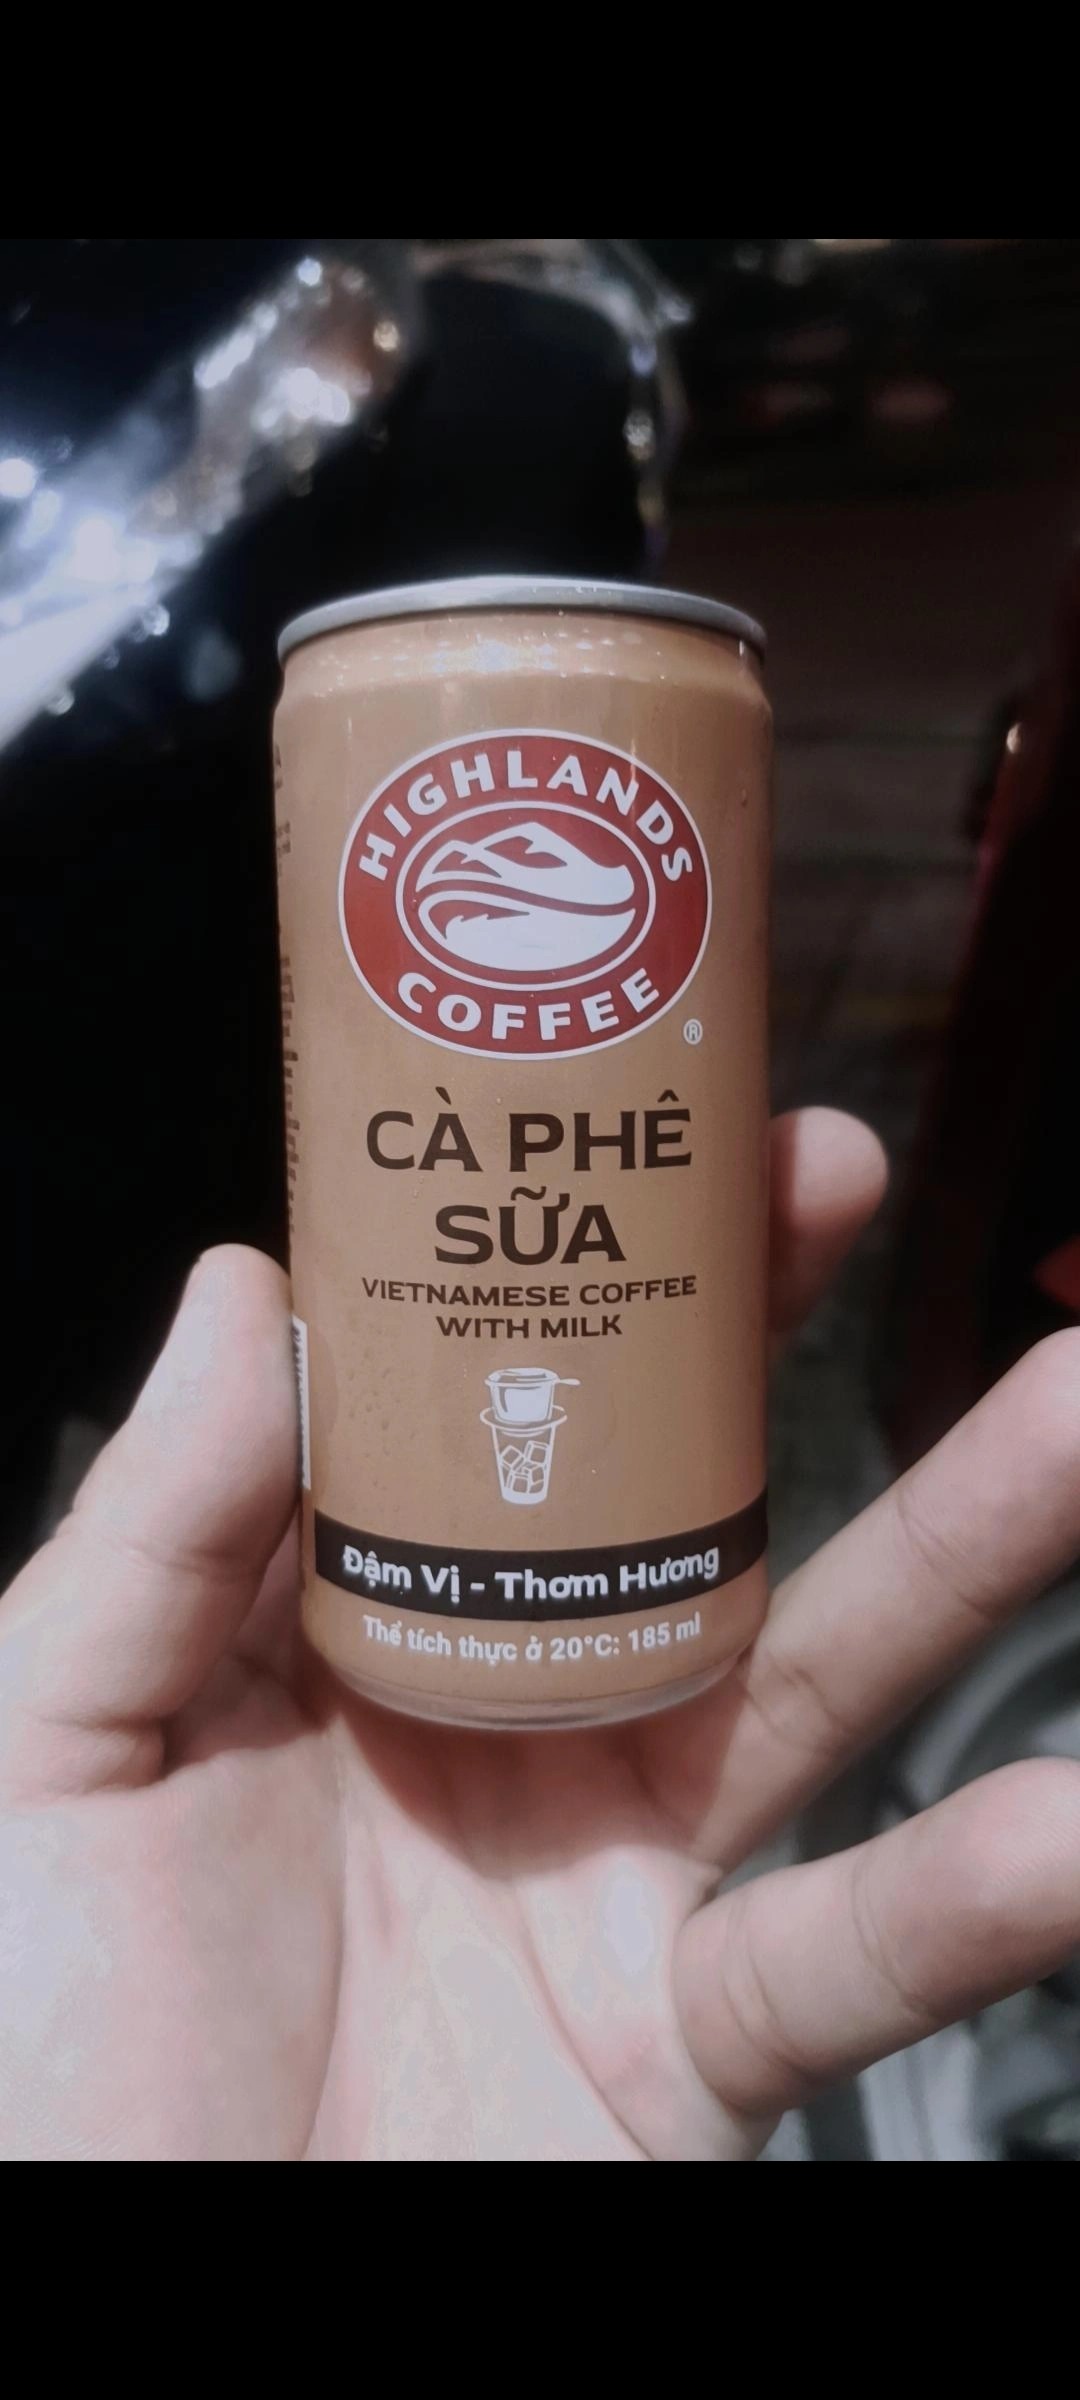 HIGHLANDS
COFFEE
®
CÀ PHÊ
SỮA
VIETNAMESE COFFEE
WITH MILK
Đậm Vị - Thơm Hương
Thể tích thực ở 20°C: 185 ml